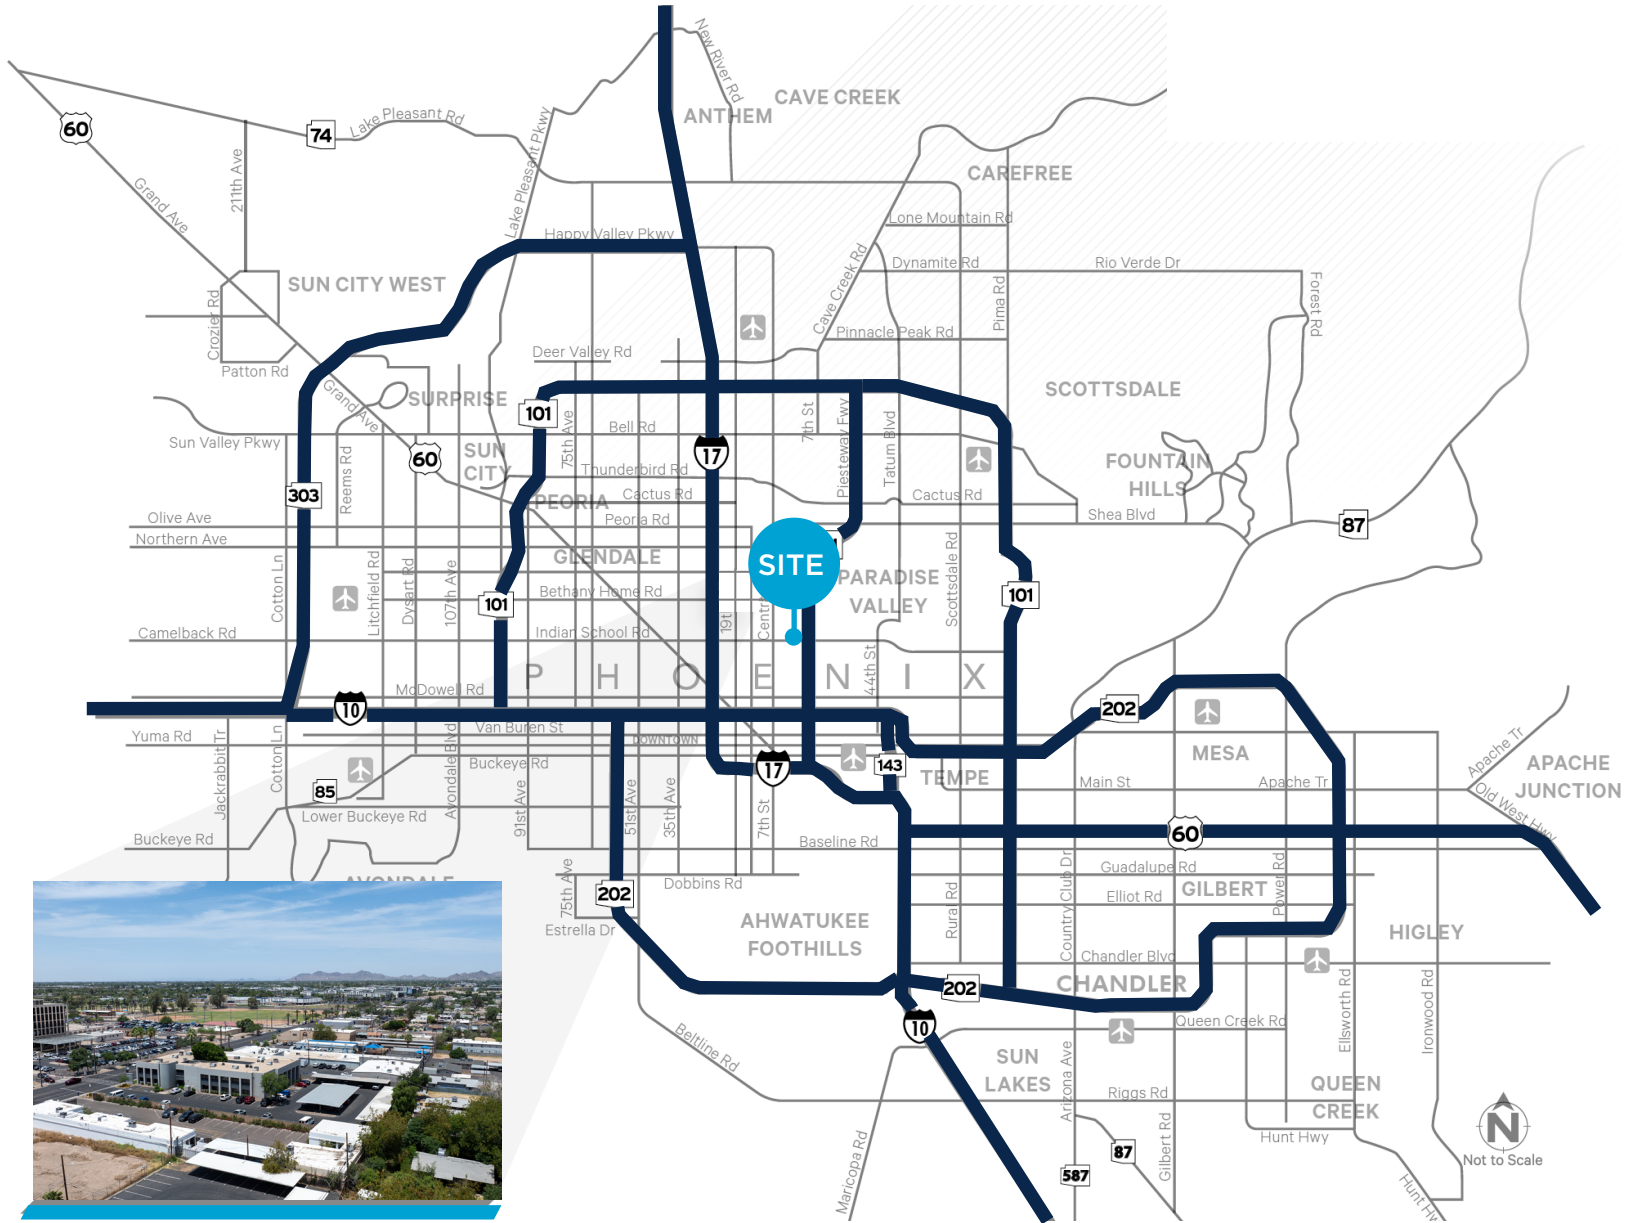 New River Rd
CAVE CREEK
ANTHEM
60
74
Lake Pleasant Rd
Lake Pleasant Pkwy
211th Ave
Grand Ave
CAREFREE
Lone Mountain Rd
Happy Valley Pkwy
Cave Creek Rd
Dynamite Rd
Rio Verde Dr
SUN CITY WEST
Crozier Rd
Pima Rd
Forest Rd
Pinnacle Peak Rd
Deer Valley Rd
Patton Rd
Grand Ave
SURPRISE
SCOTTSDALE
101
75th Ave
Bell Rd
7th St
Piesteway Fwy
Tatum Blvd
Sun Valley Pkwy
60
SUN
CITY
17
Reems Rd
Thunderbird Rd
FOUNTAIN
HILLS
303
PEORIA
Cactus Rd
Cactus Rd
Olive Ave
Peoria Rd
Shea Blvd
87
Northern Ave
GLENDALE
SITE
Scottsdale Rd
PARADISE
VALLEY
Cotton Ln
Litchfield Rd
Dysart Rd
107th Ave
Bethany Home Rd
101
101
Camelback Rd
Indian School Rd
44th St
PHOENIX
McDowell Rd
10
202
Van Buren St
Yuma Rd
DOWNTOWN
Jackrabbit Tr
Cotton Ln
Avondale Blvd
Buckeye Rd
17
143
TEMPE
MESA
Apache Tr
APACHE
JUNCTION
85
Main St
Apache Tr
Old West Hwy
Lower Buckeye Rd
91st Ave
51st Ave
35th Ave
7th St
Buckeye Rd
Baseline Rd
60
Guadalupe Rd
75th Ave
202
Dobbins Rd
Rural Rd
Country Club Dr
Elliot Rd
GILBERT
Power Rd
Estrella Dr
AHWATUKEE
FOOTHILLS
HIGLEY
Chandler Blvd
202
CHANDLER
10
Queen Creek Rd
Ellsworth Rd
Ironwood Rd
Beltline Rd
SUN
LAKES
Arizona Ave
Riggs Rd
QUEEN
CREEK
Hunt Hwy
Maricopa Rd
87
587
Gilbert Rd
N
Not to Scale